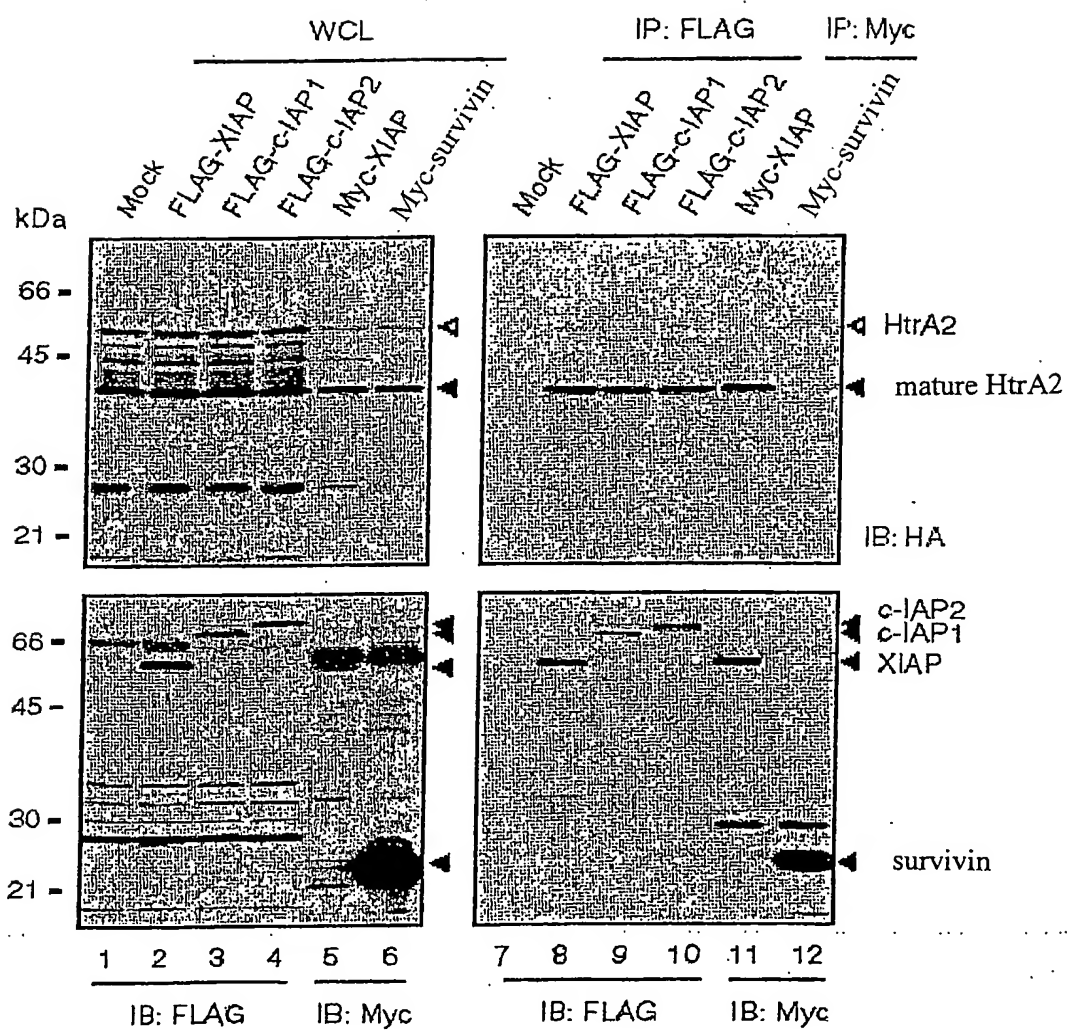 WCL IP: FLAG IP: Myc
Mock FLAG-XIAP FLAG-c-IAP1 FLAG-c-IAP2 Myc-XIAP Myc-survivin Mock FLAG-XIAP FLAG-c-IAP1 FLAG-c-IAP2 Myc-XIAP Myc-survivin
kDa
66
HtrA2
45
mature HtrA2
30
21
IB: HA
c-IAP2
66
c-IAP1
XIAP
45
30
survivin
21
1 2 3 4 5 6 7 8 9 10 11 12
IB: FLAG IB: Myc IB: FLAG IB: Myc